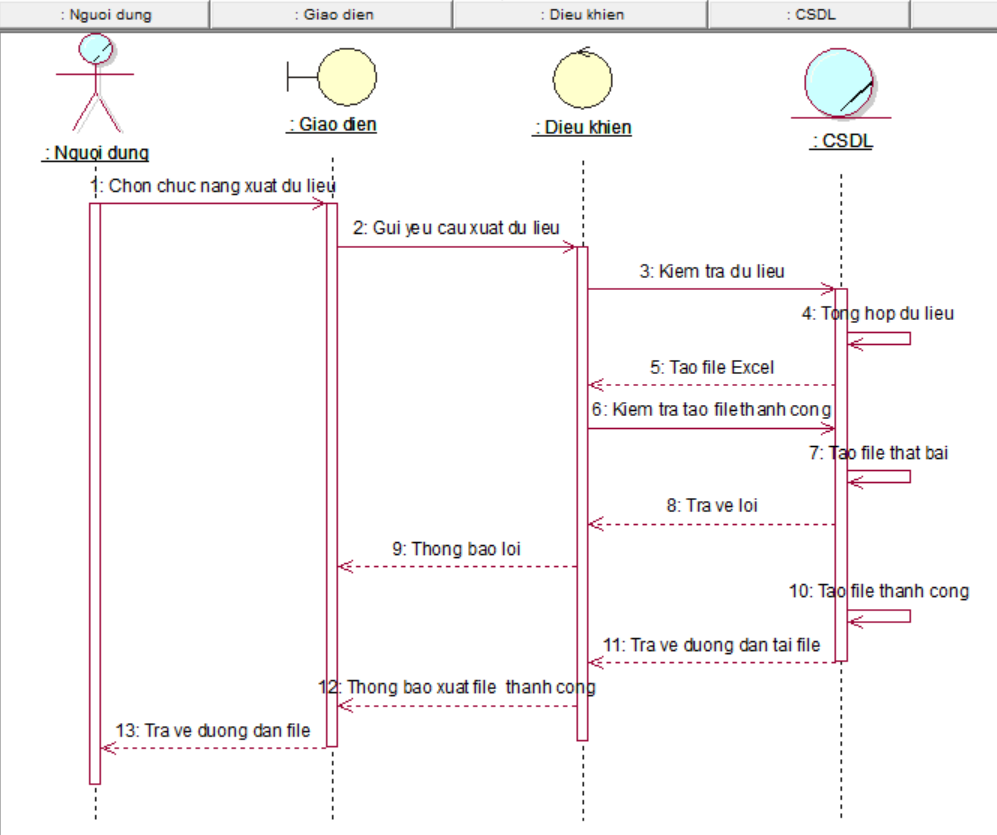 : Nguoi dung
: Giao dien
: Dieu khien
: CSDL
: Nguoi dung
: Giao dien
: Dieu khien
: CSDL
1: Chon chuc nang xuat du lieu
2: Gui yeu cau xuat du lieu
3: Kiem tra du lieu
4: Tong hop du lieu
5: Tao file Excel
6: Kiem tra tao file thanh cong
7: Tao file that bai
8: Tra ve loi
9: Thong bao loi
10: Tao file thanh cong
11: Tra ve duong dan tai file
12: Thong bao xuat file thanh cong
13: Tra ve duong dan file